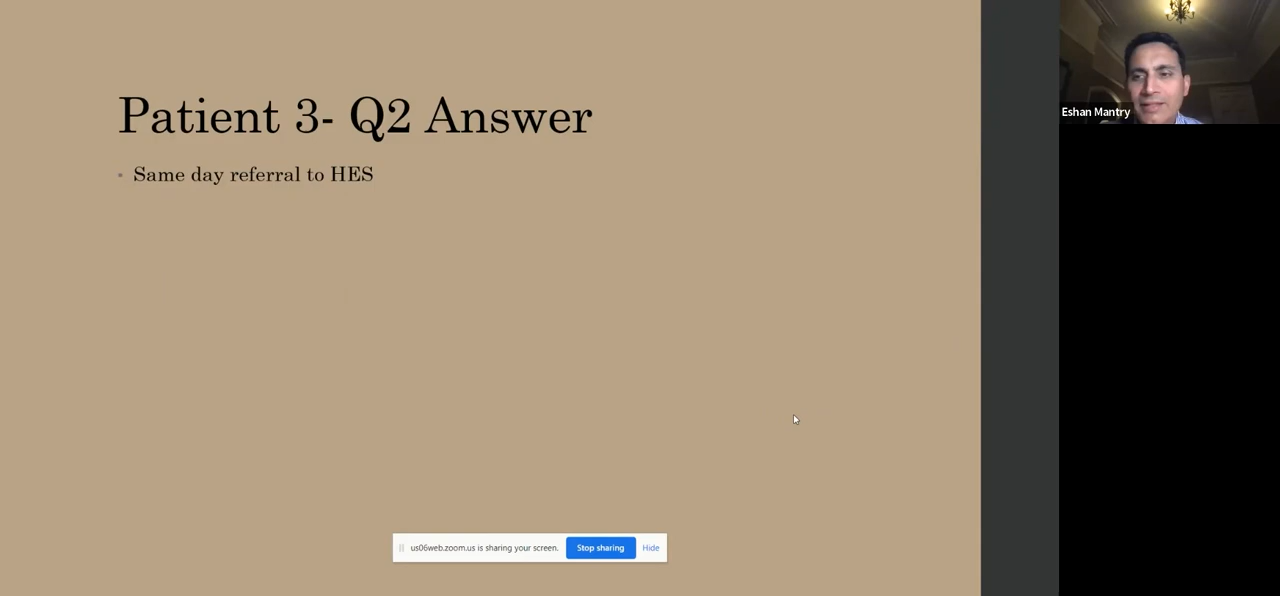 Patient 3- Q2 Answer
Same day referral to HES
Eshan Mantry
us06web.zoom.us is sharing your screen. Stop sharing Hide